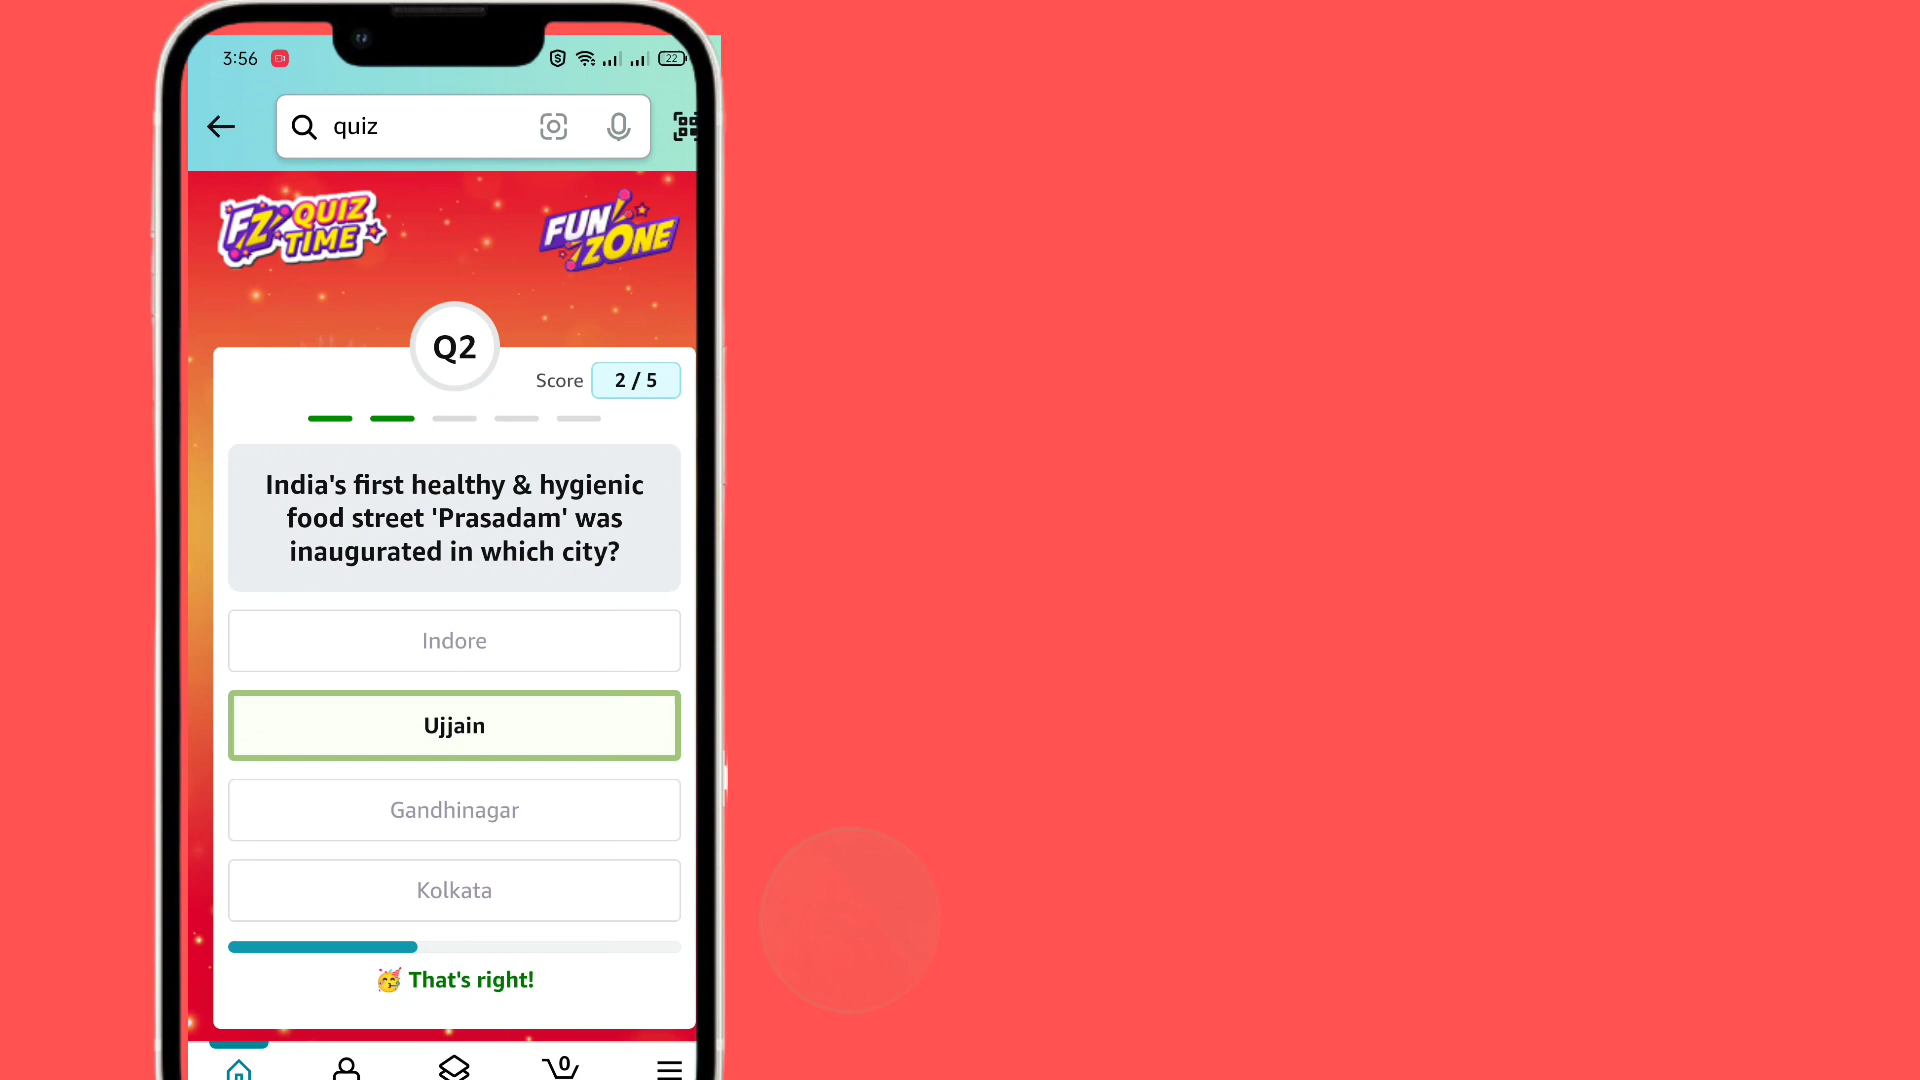 3:56
22
quiz
FZ QUIZ
TIME
FUN
ZONE
Q2
Score 2 / 5
India's first healthy & hygienic
food street 'Prasadam' was
inaugurated in which city?
Indore
Ujjain
Gandhinagar
Kolkata
🥳 That's right!
0